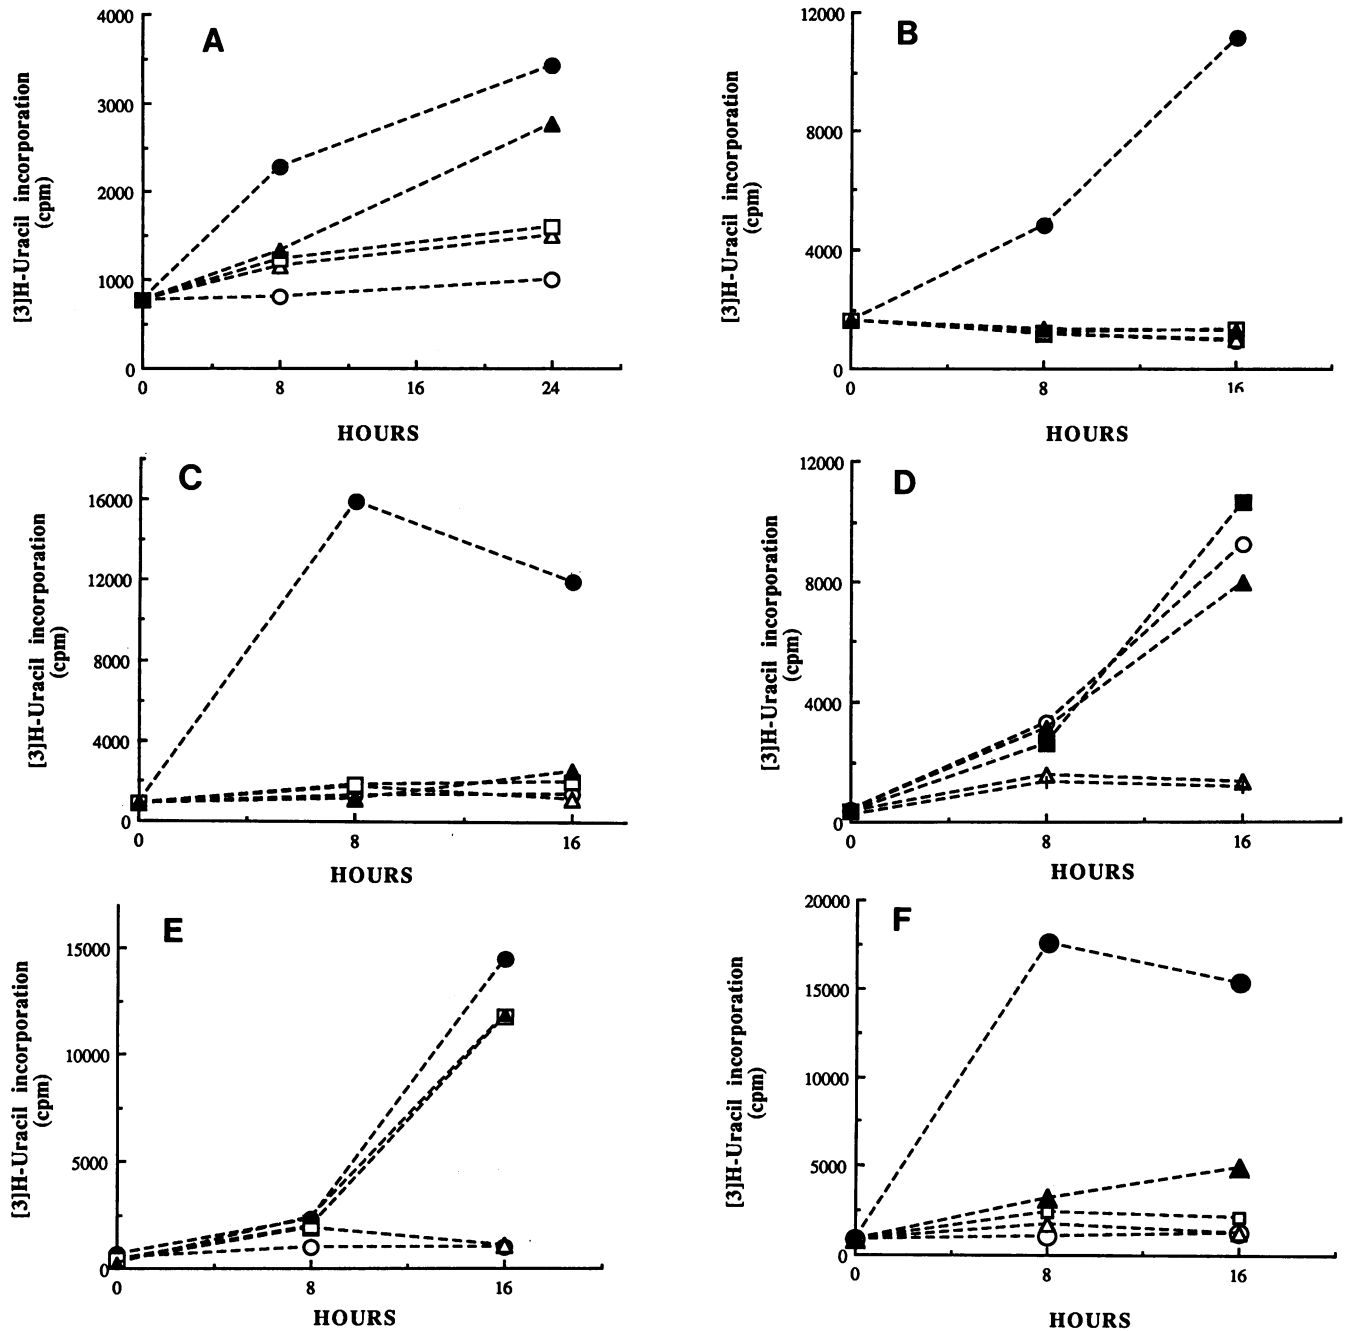 A
4000
3000
2000
1000
0
[3]H-Uracil incorporation
(cpm)
0 8 16 24
HOURS
B
12000
8000
4000
0
[3]H-Uracil incorporation
(cpm)
0 8 16
HOURS
C
16000
12000
8000
4000
0
[3]H-Uracil incorporation
(cpm)
0 8 16
HOURS
D
12000
8000
4000
0
[3]H-Uracil incorporation
(cpm)
0 8 16
HOURS
E
15000
10000
5000
0
[3]H-Uracil incorporation
(cpm)
0 8 16
HOURS
F
20000
15000
10000
5000
0
[3]H-Uracil incorporation
(cpm)
0 8 16
HOURS